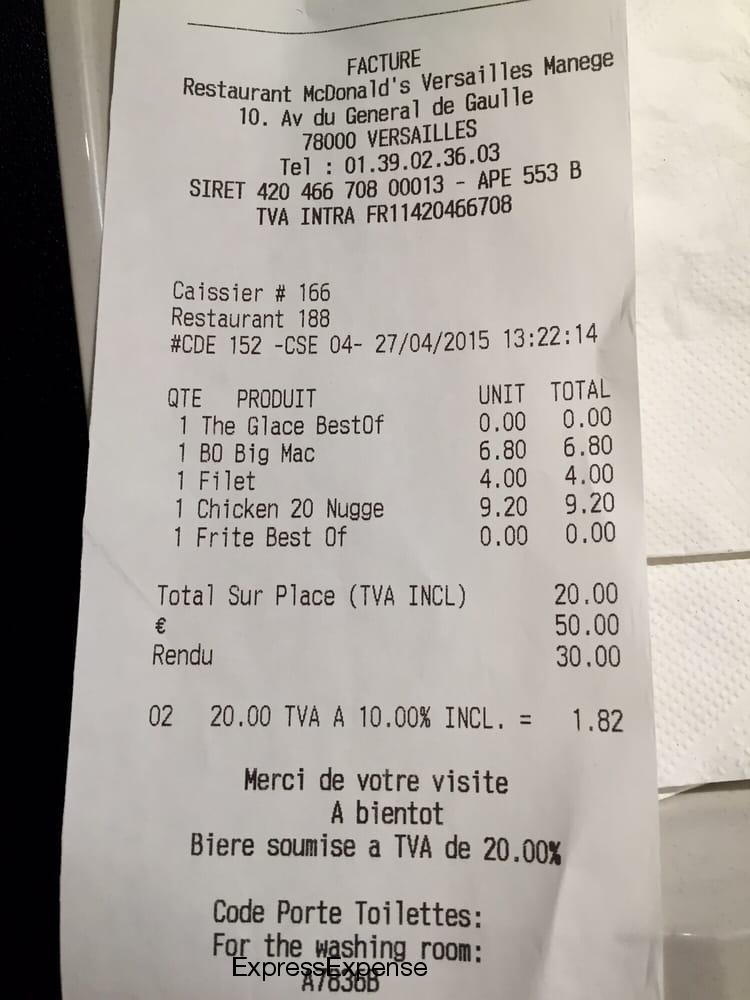 FACTURE
Restaurant McDonald's Versailles Manege
10. Av du General de Gaulle
78000 VERSAILLES
Tel : 01.39.02.36.03
SIRET 420 466 708 00013 - APE 553 B
TVA INTRA FR11420466708
Caissier # 166
Restaurant 188
#CDE 152 -CSE 04- 27/04/2015 13:22:14
QTE PRODUIT UNIT TOTAL
1 The Glace BestOf 0.00 0.00
1 BO Big Mac 6.80 6.80
1 Filet 4.00 4.00
1 Chicken 20 Nugge 9.20 9.20
1 Frite Best Of 0.00 0.00
Total Sur Place (TVA INCL) 20.00
€ 50.00
Rendu 30.00
02 20.00 TVA A 10.00% INCL. = 1.82
Merci de votre visite
A bientot
Biere soumise a TVA de 20.00%
Code Porte Toilettes:
For the washing room:
ExpressExpense
A7836B